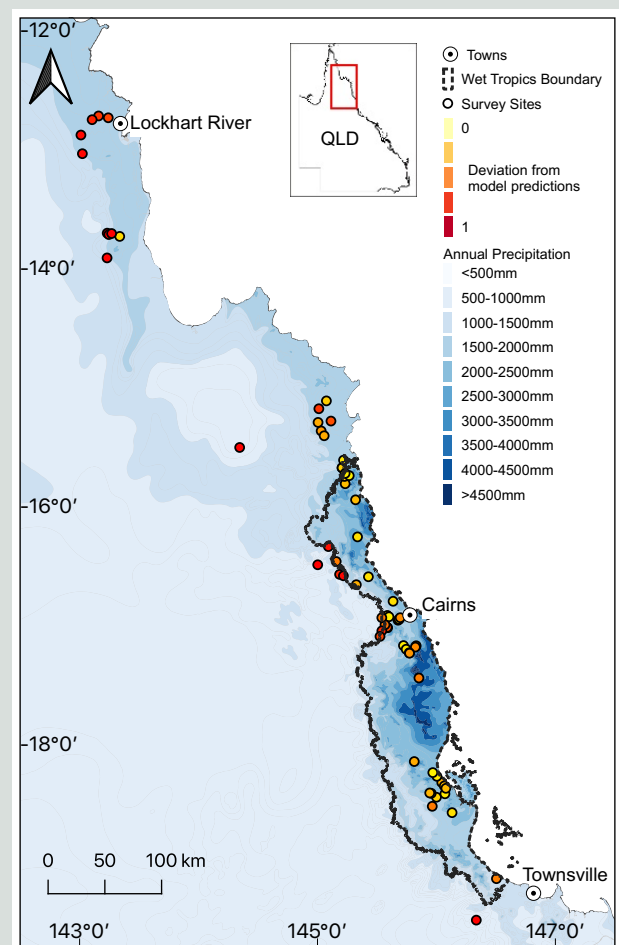 -12°0′
Lockhart River
-14°0′
-16°0′
Cairns
-18°0′
Townsville
0 50 100 km
143°0′ 145°0′ 147°0′
QLD
Towns
Wet Tropics Boundary
Survey Sites
0
Deviation from
model predictions
1
Annual Precipitation
<500mm
500-1000mm
1000-1500mm
1500-2000mm
2000-2500mm
2500-3000mm
3000-3500mm
3500-4000mm
4000-4500mm
>4500mm